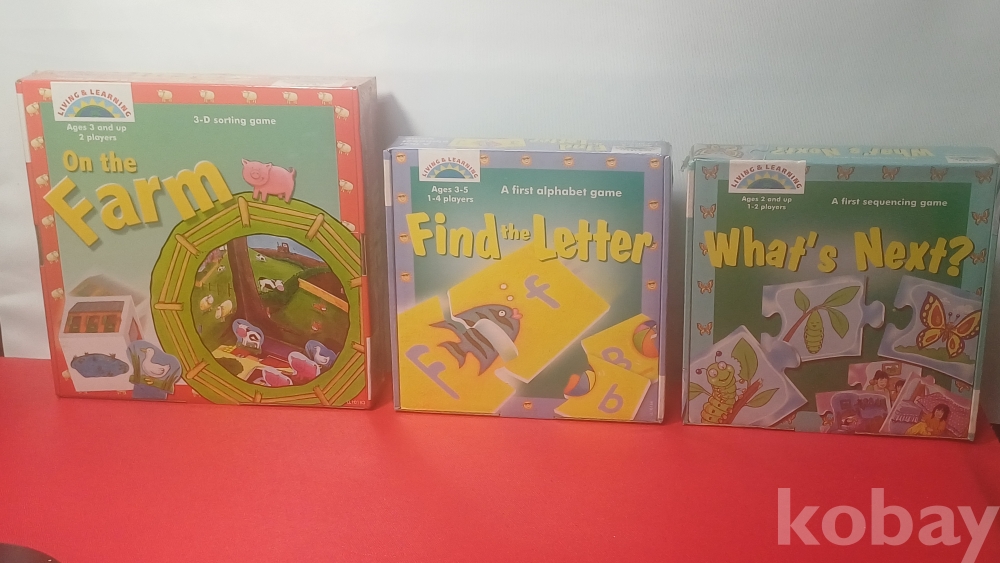 LIVING & LEARNING
Ages 3 and up
2 players
3-D sorting game
On the
Farm
LIVING & LEARNING
Ages 3-5
1-4 players
A first alphabet game
Find the Letter
f
F
B
b
What's Next?
LIVING & LEARNING
Ages 2 and up
1-2 players
A first sequencing game
What's Next?
kobay